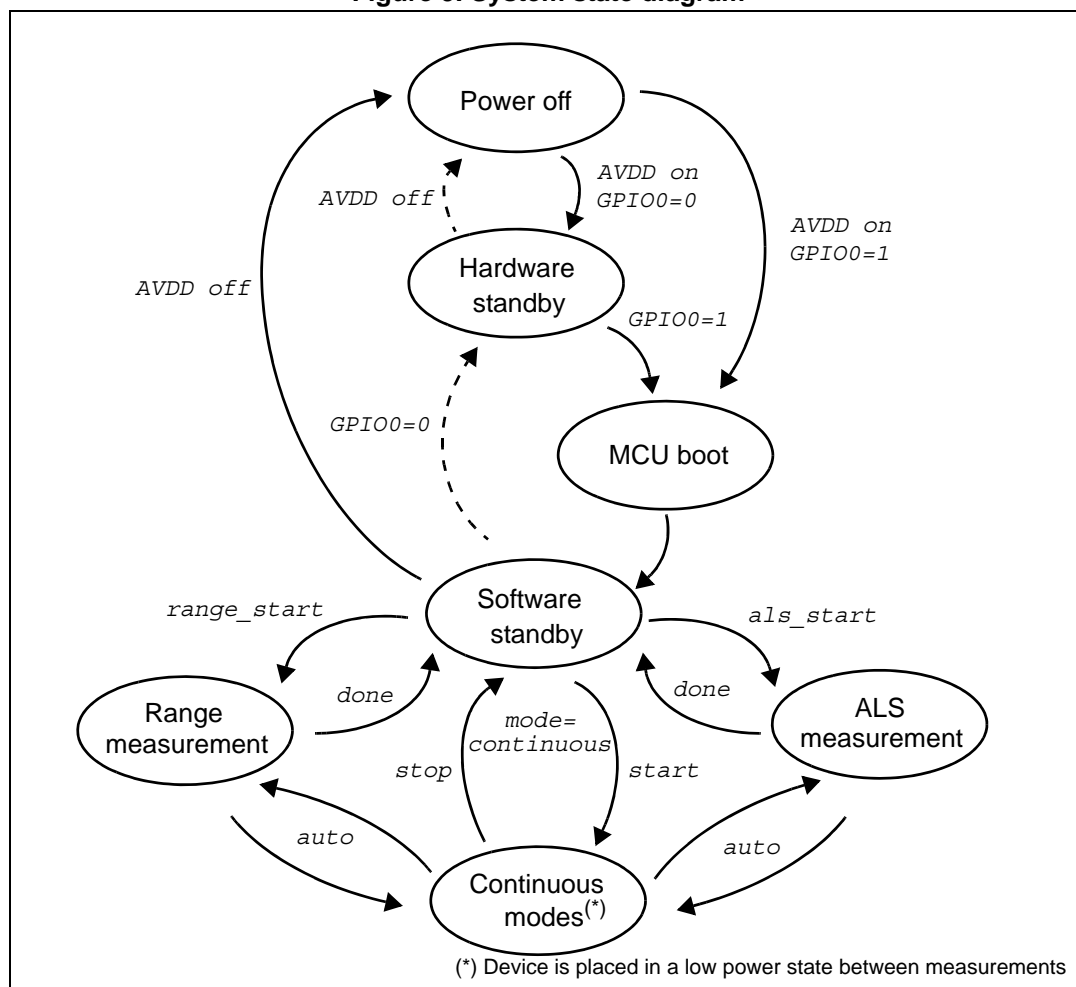 Figure 6. System state diagram
Power off
AVDD off
AVDD on
GPIO0=0
AVDD on
GPIO0=1
Hardware
standby
AVDD off
GPIO0=1
GPIO0=0
MCU boot
Software
standby
range_start
als_start
done
done
Range
measurement
mode=
continuous
ALS
measurement
stop
start
auto
auto
Continuous
modes(*)
(*) Device is placed in a low power state between measurements